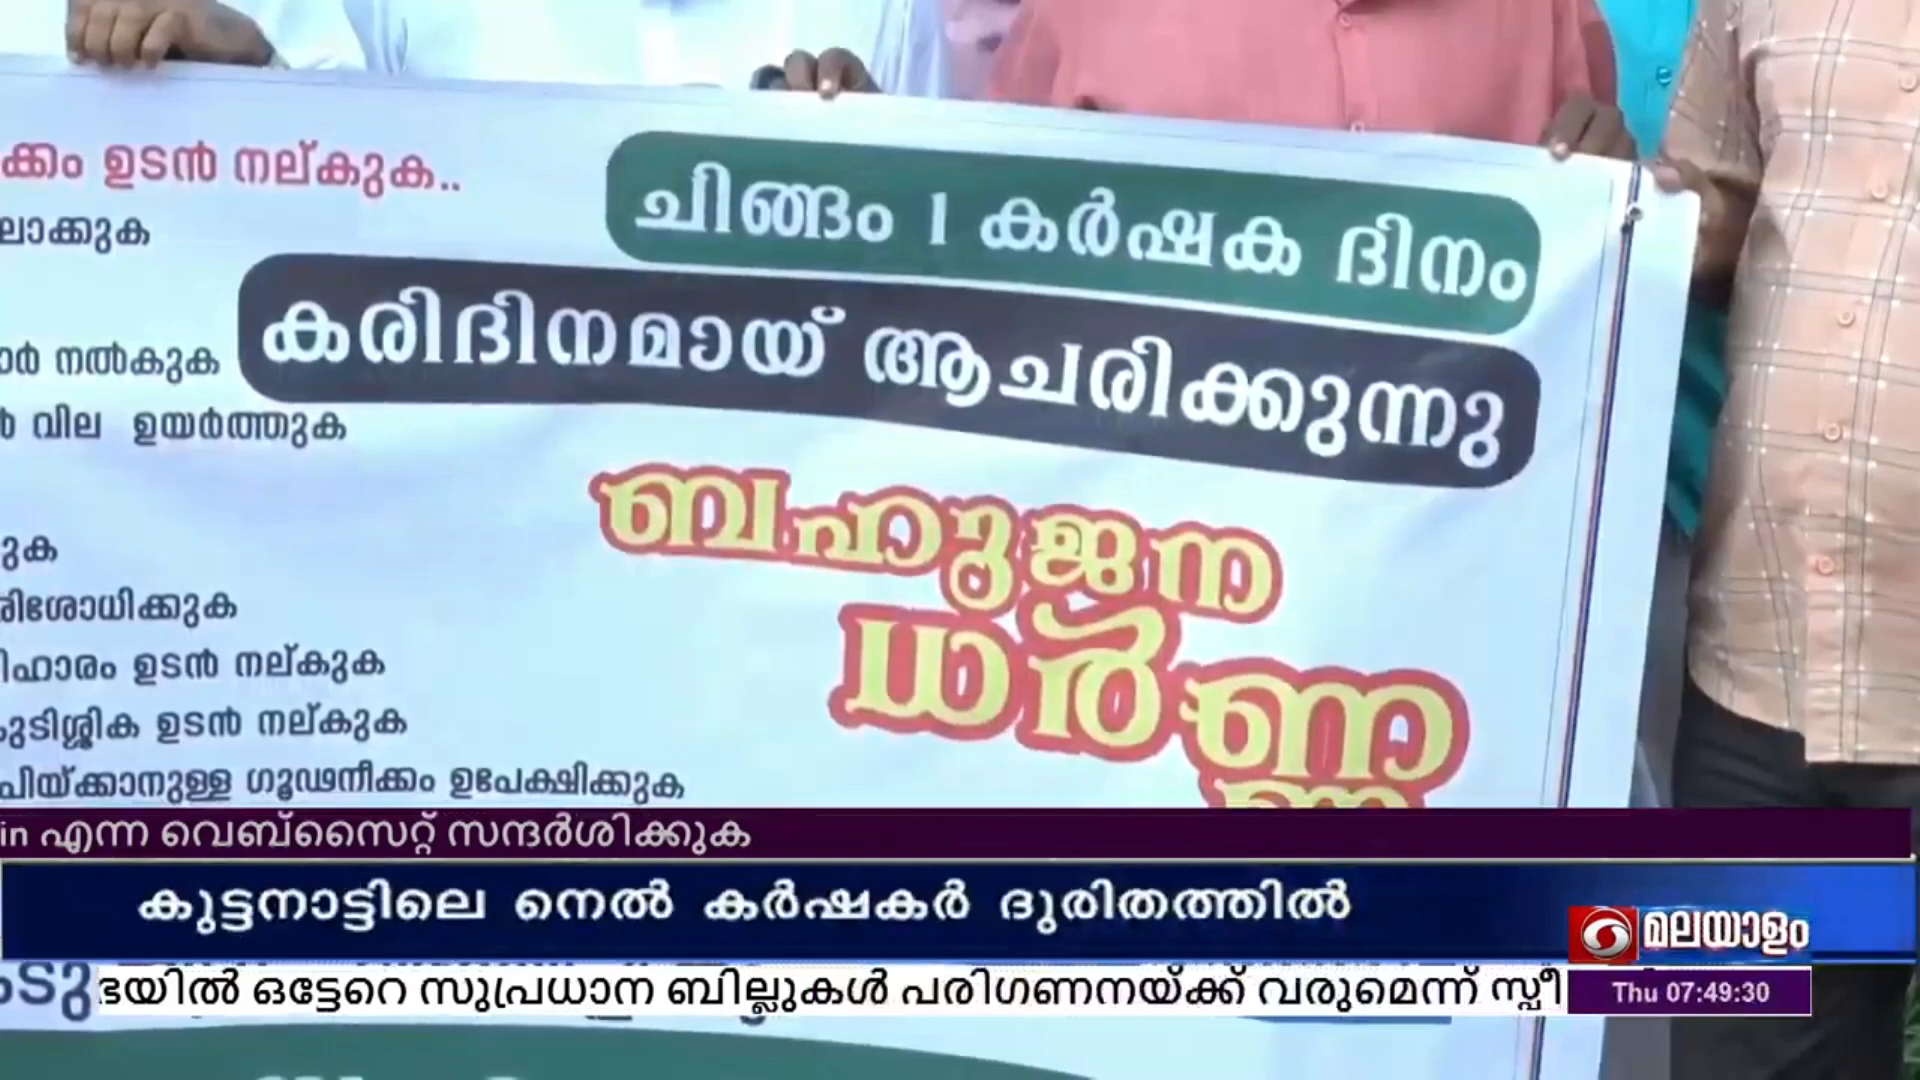 ക്കം ഉടൻ നല്കുക..
ലാക്കുക
ചിങ്ങം 1 കർഷക ദിനം
കരിദിനമായ് ആചരിക്കുന്നു
നൽകുക
വില ഉയർത്തുക
ബഹുജന
ധർണ്ണ
ുക
രിശോധിക്കുക
ിഹാരം ഉടൻ നല്കുക
കുടിശ്ശിക ഉടൻ നല്കുക
പിയ്ക്കാനുള്ള ഗൂഢനീക്കം ഉപേക്ഷിക്കുക
in എന്ന വെബ്സൈറ്റ് സന്ദർശിക്കുക
കുട്ടനാട്ടിലെ നെൽ കർഷകർ ദുരിതത്തിൽ
മലയാളം
ഭയിൽ ഒട്ടേറെ സുപ്രധാന ബില്ലുകൾ പരിഗണനയ്ക്ക് വരുമെന്ന് സ്പീ
Thu 07:49:30